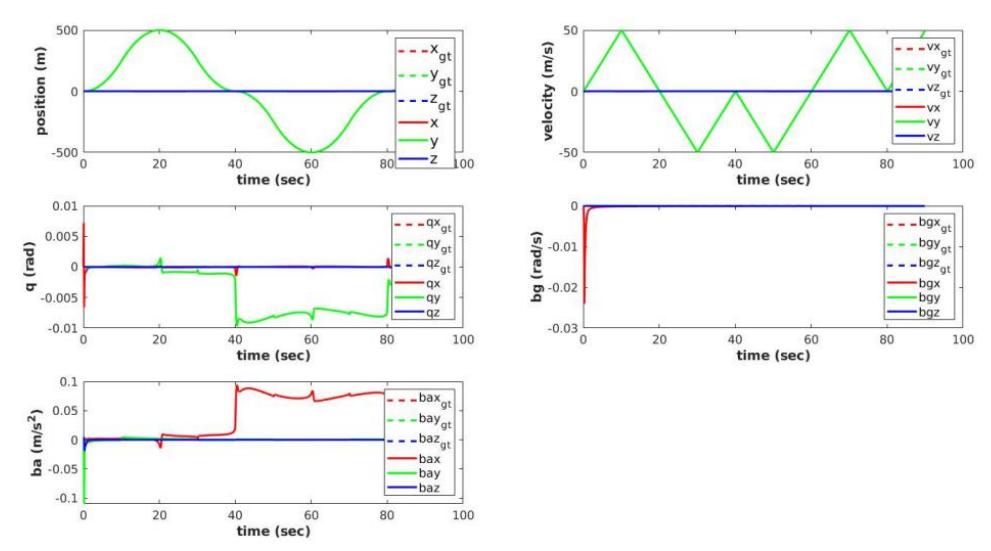 500
0
-500
position (m)
0 20 40 60 80 100
time (sec)
x_gt
y_gt
z_gt
x
y
z
50
0
-50
velocity (m/s)
0 20 40 60 80 100
time (sec)
vx_gt
vy_gt
vz_gt
vx
vy
vz
0.01
0.005
0
-0.005
-0.01
q (rad)
0 20 40 60 80 100
time (sec)
qx_gt
qy_gt
qz_gt
qx
qy
qz
0
-0.01
-0.02
-0.03
bg (rad/s)
0 20 40 60 80 100
time (sec)
bgx_gt
bgy_gt
bgz_gt
bgx
bgy
bgz
0.1
0.05
0
-0.05
-0.1
ba (m/s²)
0 20 40 60 80 100
time (sec)
bax_gt
bay_gt
baz_gt
bax
bay
baz